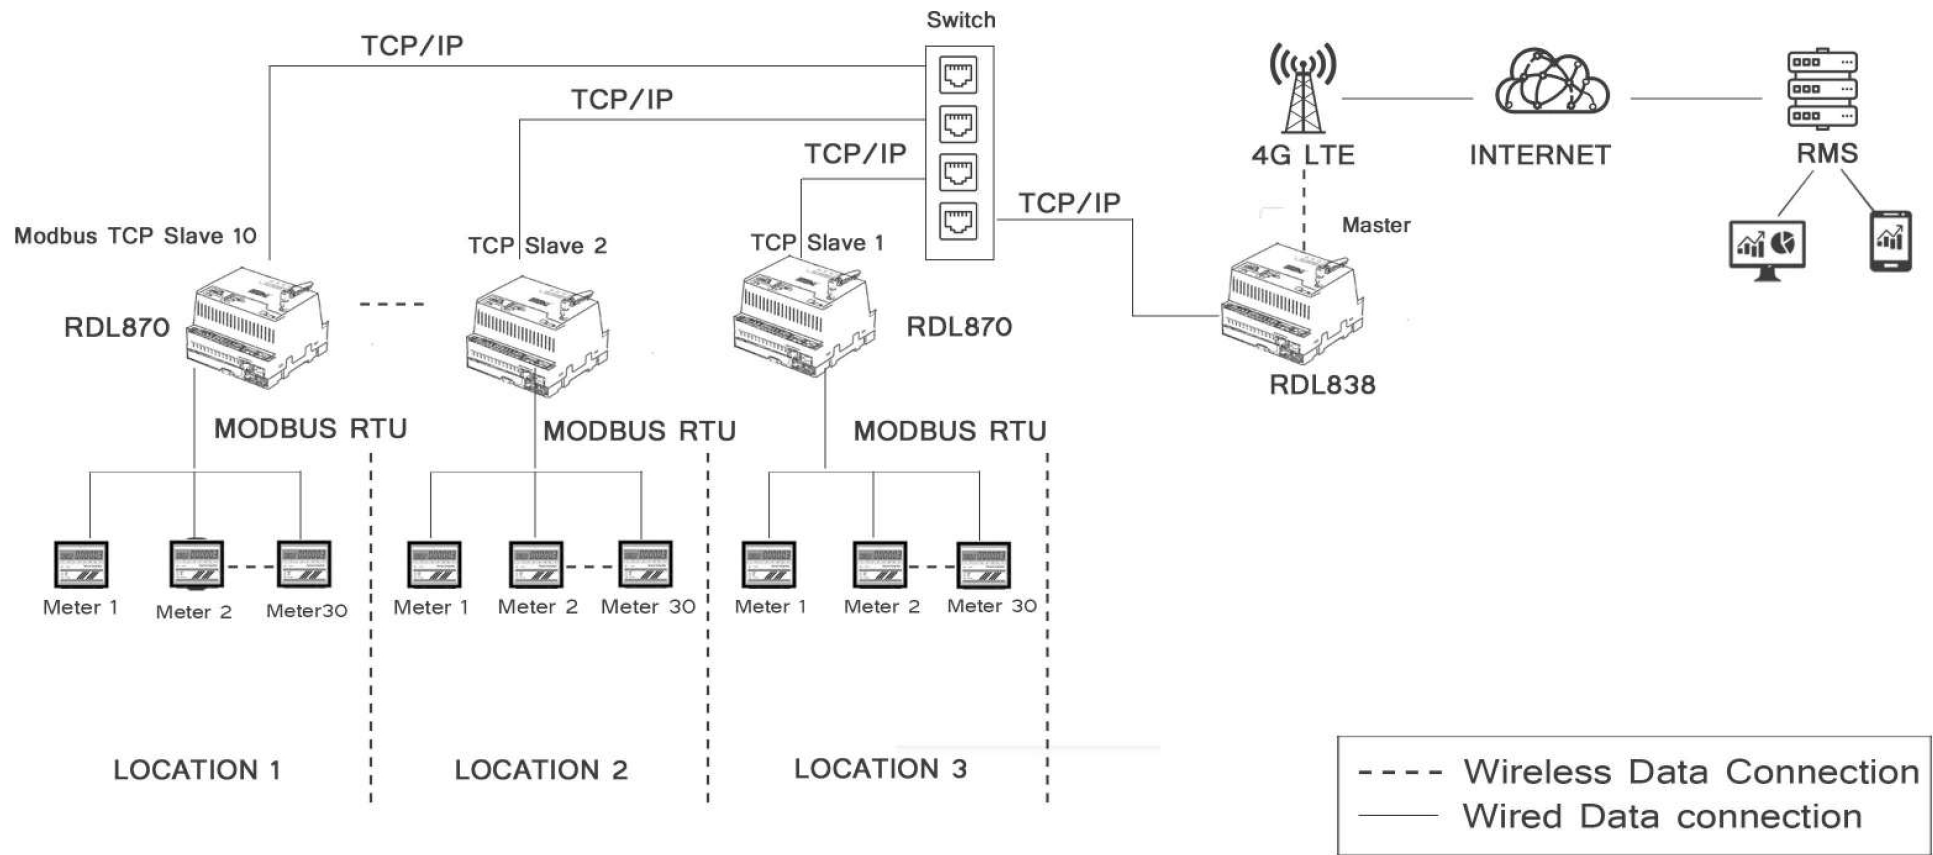 Switch
TCP/IP
TCP/IP
TCP/IP
TCP/IP
4G LTE
INTERNET
RMS
Modbus TCP Slave 10
TCP Slave 2
TCP Slave 1
Master
RDL870
RDL870
RDL838
MODBUS RTU
MODBUS RTU
MODBUS RTU
Meter 1
Meter 2
Meter30
Meter 1
Meter 2
Meter 30
Meter 1
Meter 2
Meter 30
LOCATION 1
LOCATION 2
LOCATION 3
Wireless Data Connection
Wired Data connection